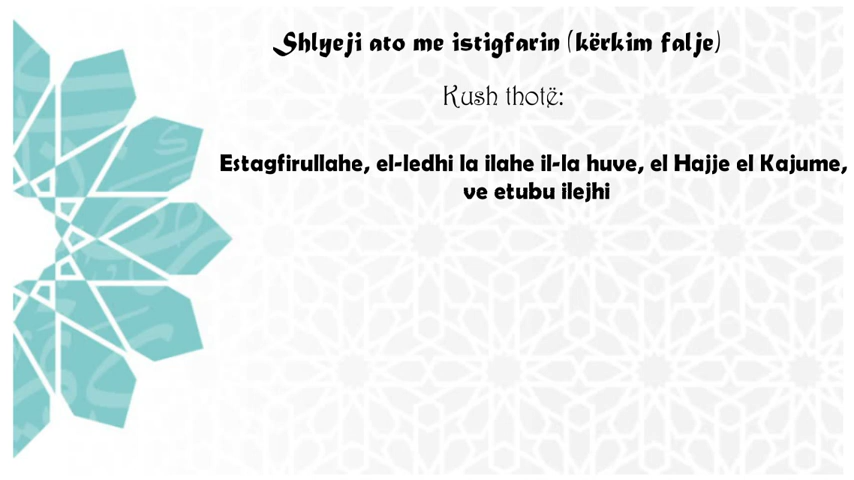 Shlyeji ato me istigfarin (kërkim falje)
Kush thotë:
Estagfirullahe, el-ledhi la ilahe il-la huve, el Hajje el Kajume,
ve etubu ilejhi